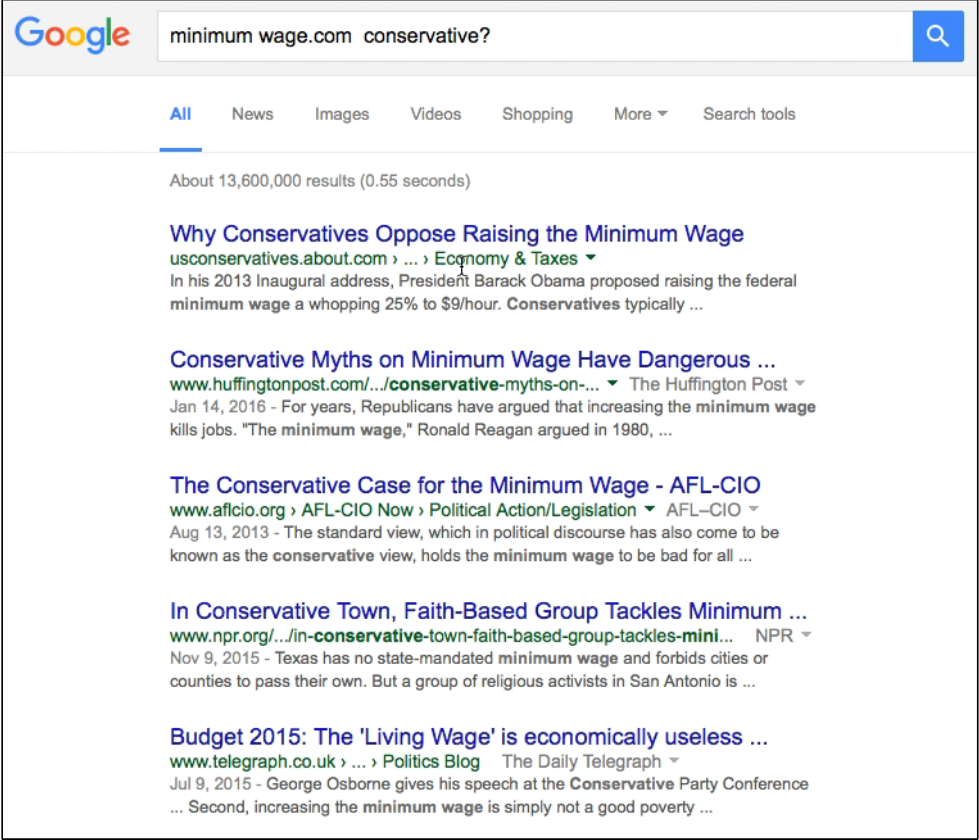 Google
minimum wage.com  conservative?
All News Images Videos Shopping More Search tools
About 13,600,000 results (0.55 seconds)
Why Conservatives Oppose Raising the Minimum Wage
usconservatives.about.com › ... › Economy & Taxes
In his 2013 Inaugural address, President Barack Obama proposed raising the federal
minimum wage a whopping 25% to $9/hour. Conservatives typically ...
Conservative Myths on Minimum Wage Have Dangerous ...
www.huffingtonpost.com/.../conservative-myths-on-... The Huffington Post
Jan 14, 2016 - For years, Republicans have argued that increasing the minimum wage
kills jobs. "The minimum wage," Ronald Reagan argued in 1980, ...
The Conservative Case for the Minimum Wage - AFL-CIO
www.aflcio.org › AFL-CIO Now › Political Action/Legislation AFL–CIO
Aug 13, 2013 - The standard view, which in political discourse has also come to be
known as the conservative view, holds the minimum wage to be bad for all ...
In Conservative Town, Faith-Based Group Tackles Minimum ...
www.npr.org/.../in-conservative-town-faith-based-group-tackles-mini... NPR
Nov 9, 2015 - Texas has no state-mandated minimum wage and forbids cities or
counties to pass their own. But a group of religious activists in San Antonio is ...
Budget 2015: The 'Living Wage' is economically useless ...
www.telegraph.co.uk › ... › Politics Blog The Daily Telegraph
Jul 9, 2015 - George Osborne gives his speech at the Conservative Party Conference
... Second, increasing the minimum wage is simply not a good poverty ...